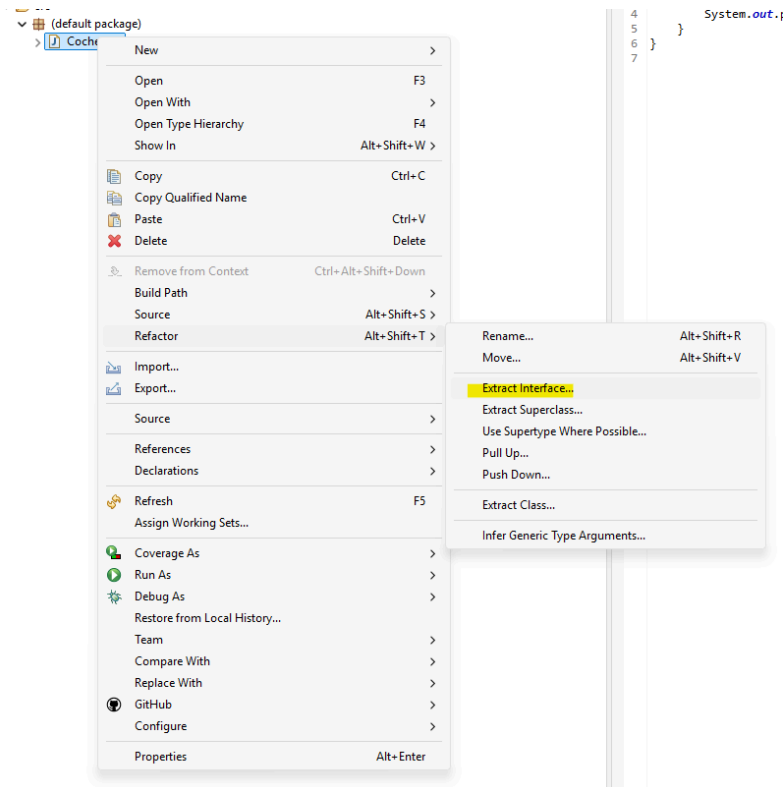 (default package)
Coche
4 System.out.p
5 }
6 }
7
New
Open F3
Open With
Open Type Hierarchy F4
Show In Alt+Shift+W
Copy Ctrl+C
Copy Qualified Name
Paste Ctrl+V
Delete Delete
Remove from Context Ctrl+Alt+Shift+Down
Build Path
Source Alt+Shift+S
Refactor Alt+Shift+T
Import...
Export...
Source
References
Declarations
Refresh F5
Assign Working Sets...
Coverage As
Run As
Debug As
Restore from Local History...
Team
Compare With
Replace With
GitHub
Configure
Properties Alt+Enter
Rename... Alt+Shift+R
Move... Alt+Shift+V
Extract Interface...
Extract Superclass...
Use Supertype Where Possible...
Pull Up...
Push Down...
Extract Class...
Infer Generic Type Arguments...